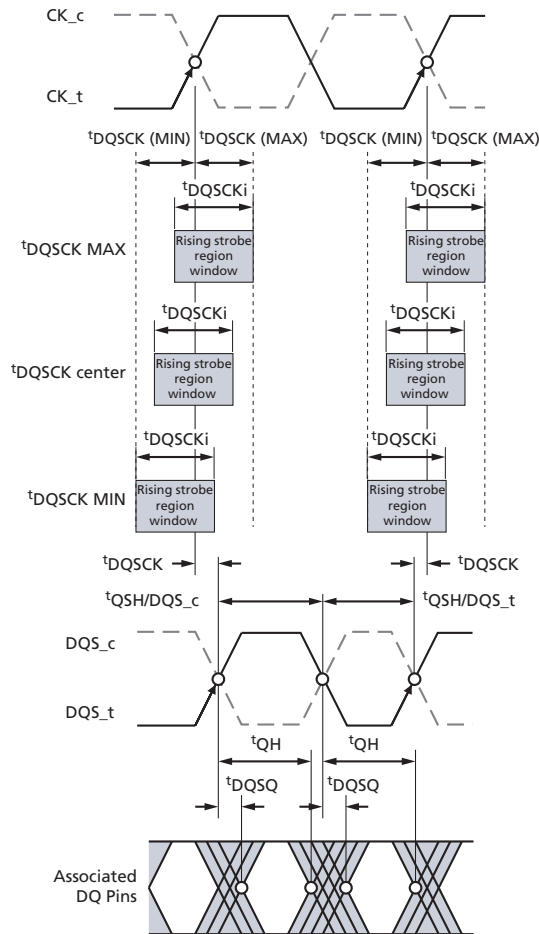 CK_c
CK_t
tDQSCK (MIN) tDQSCK (MAX) tDQSCK (MIN) tDQSCK (MAX)
tDQSCKi tDQSCKi
tDQSCK MAX
Rising strobe
region
window
Rising strobe
region
window
tDQSCKi tDQSCKi
tDQSCK center
Rising strobe
region
window
Rising strobe
region
window
tDQSCKi tDQSCKi
tDQSCK MIN
Rising strobe
region
window
Rising strobe
region
window
tDQSCK tDQSCK
tQSH/DQS_c tQSH/DQS_t
DQS_c
DQS_t
tQH tQH
tDQSQ tDQSQ
Associated
DQ Pins